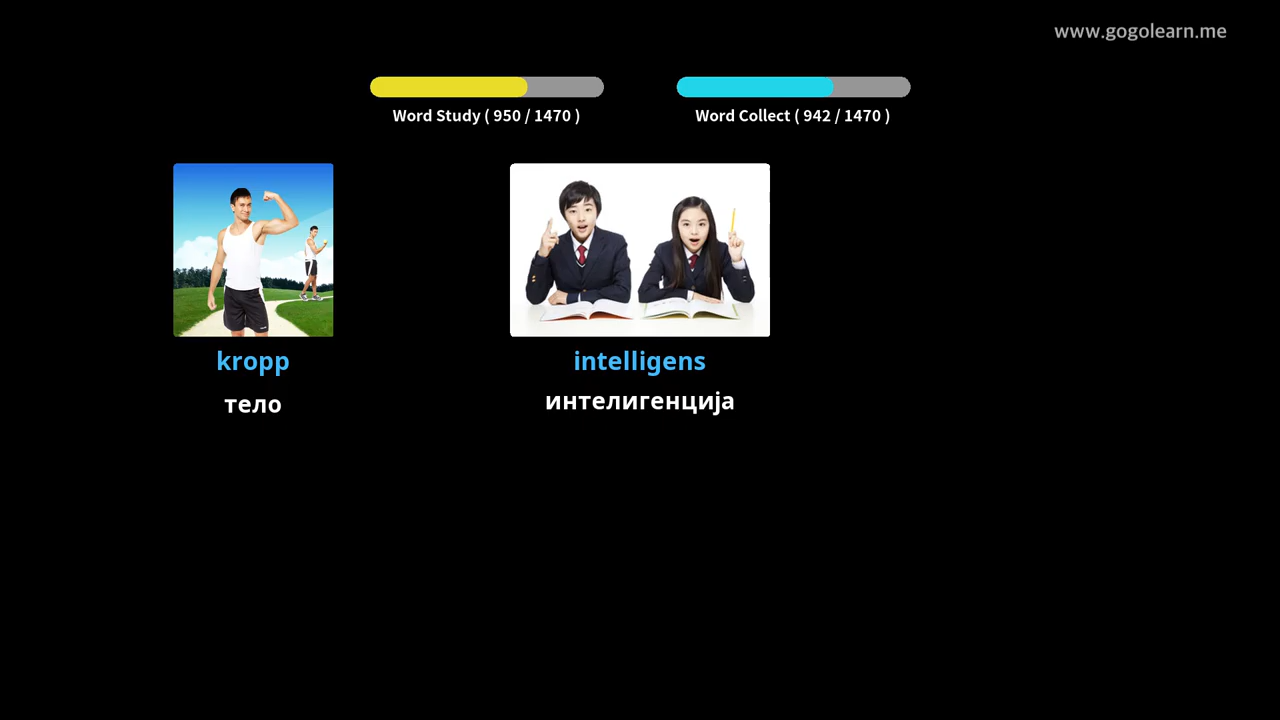 www.gogolearn.me
Word Study ( 950 / 1470 )
Word Collect ( 942 / 1470 )
kropp
тело
intelligens
интелигенција